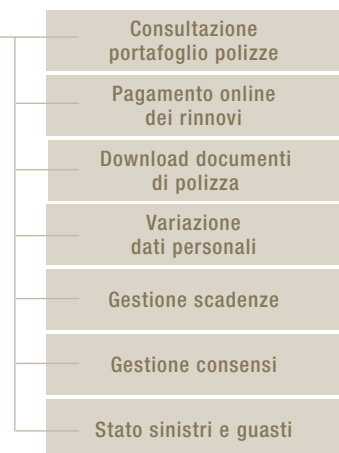 Consultazione
portafoglio polizze
Pagamento online
dei rinnovi
Download documenti
di polizza
Variazione
dati personali
Gestione scadenze
Gestione consensi
Stato sinistri e guasti